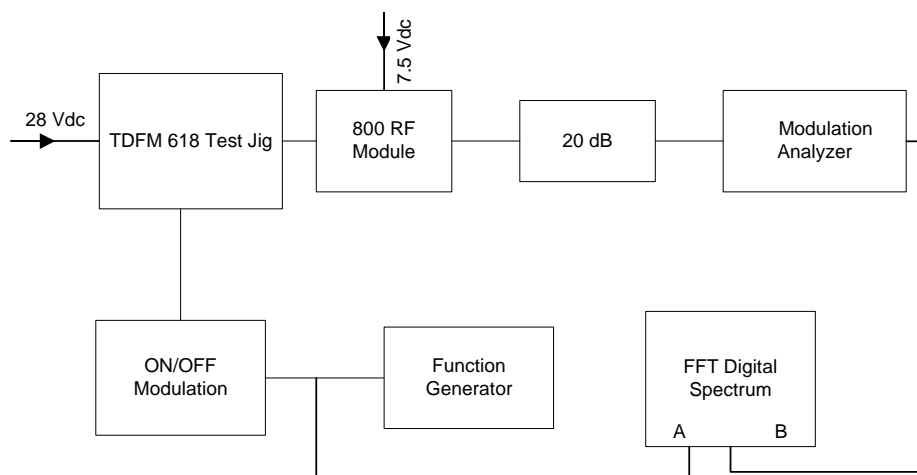 7.5 Vdc
28 Vdc
TDFM 618 Test Jig
800 RF
Module
20 dB
Modulation
Analyzer
ON/OFF
Modulation
Function
Generator
FFT Digital
Spectrum
A B